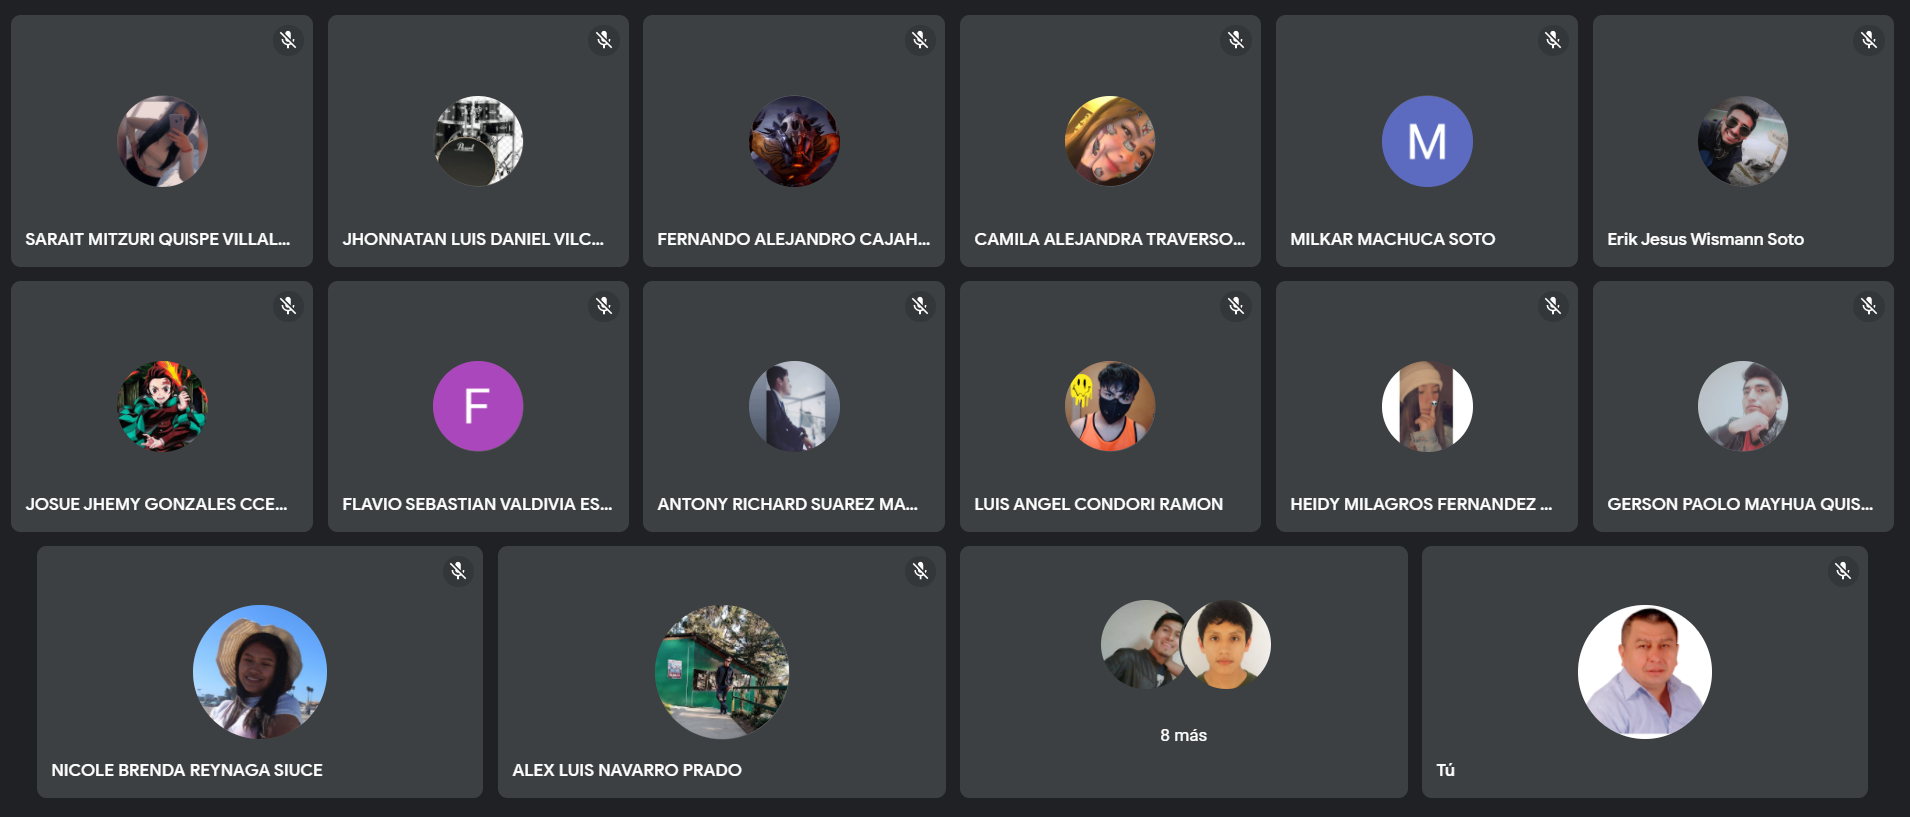 SARAIT MITZURI QUISPE VILLAL...
JHONNATAN LUIS DANIEL VILC...
FERNANDO ALEJANDRO CAJAH...
CAMILA ALEJANDRA TRAVERSO...
M
MILKAR MACHUCA SOTO
Erik Jesus Wismann Soto
JOSUE JHEMY GONZALES CCE...
F
FLAVIO SEBASTIAN VALDIVIA ES...
ANTONY RICHARD SUAREZ MA...
LUIS ANGEL CONDORI RAMON
HEIDY MILAGROS FERNANDEZ ...
GERSON PAOLO MAYHUA QUIS...
NICOLE BRENDA REYNAGA SIUCE
ALEX LUIS NAVARRO PRADO
8 más
Tú